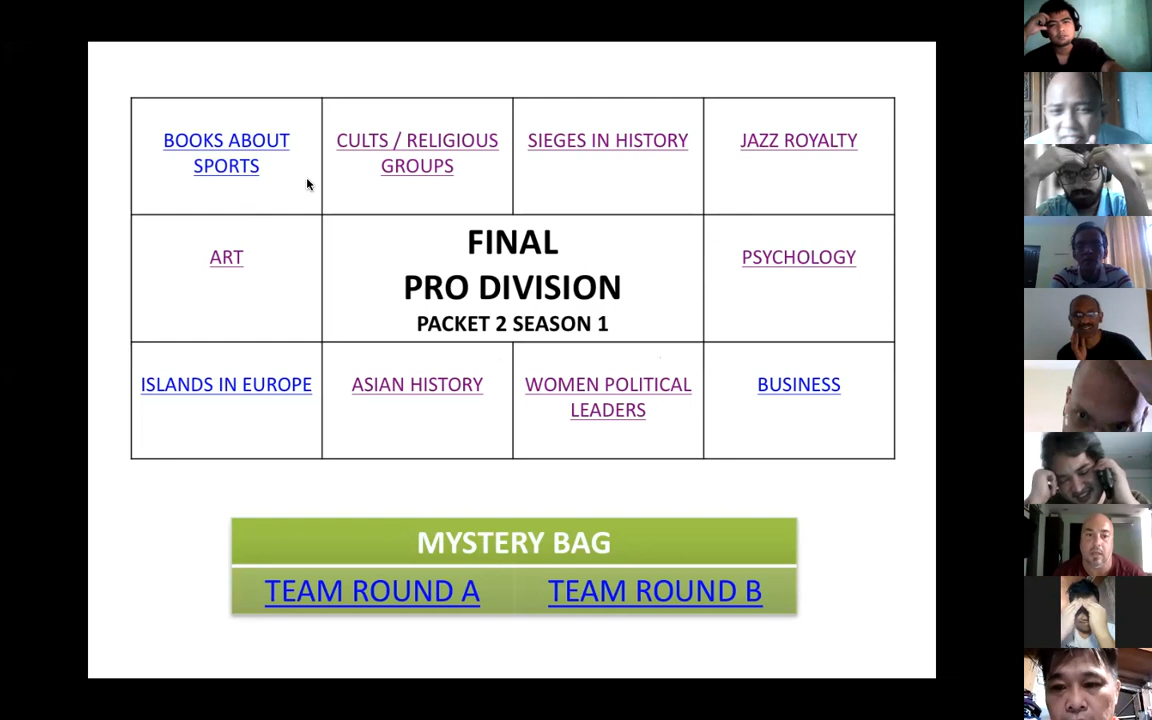 BOOKS ABOUT
SPORTS
CULTS / RELIGIOUS
GROUPS
SIEGES IN HISTORY
JAZZ ROYALTY
ART
FINAL
PRO DIVISION
PACKET 2 SEASON 1
PSYCHOLOGY
ISLANDS IN EUROPE
ASIAN HISTORY
WOMEN POLITICAL
LEADERS
BUSINESS
MYSTERY BAG
TEAM ROUND A
TEAM ROUND B